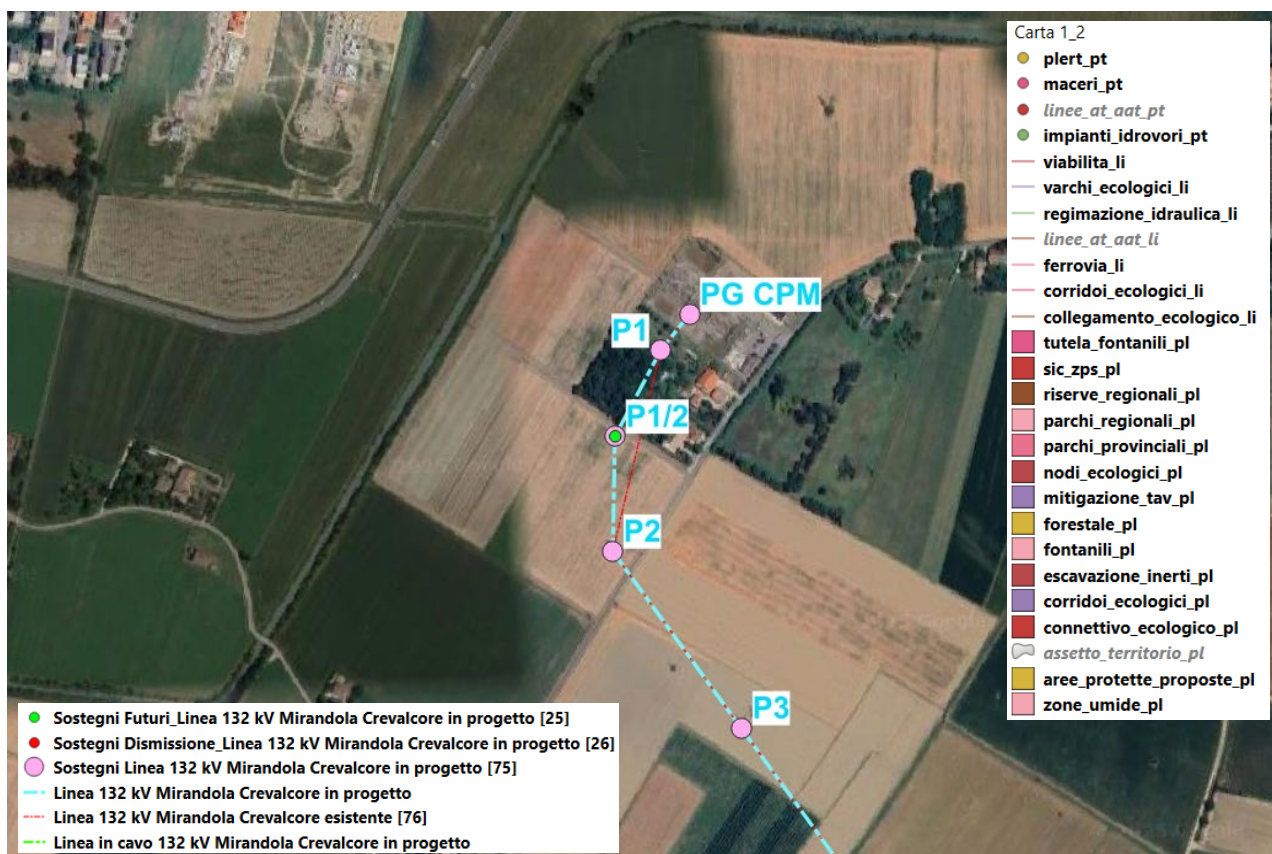 Carta 1_2
plert_pt
maceri_pt
linee_at_aat_pt
impianti_idrovori_pt
viabilita_li
varchi_ecologici_li
regimazione_idraulica_li
linee_at_aat_li
ferrovia_li
corridoi_ecologici_li
collegamento_ecologico_li
tutela_fontanili_pl
sic_zps_pl
riserve_regionali_pl
parchi_regionali_pl
parchi_provinciali_pl
nodi_ecologici_pl
mitigazione_tav_pl
forestale_pl
fontanili_pl
escavazione_inerti_pl
corridoi_ecologici_pl
connettivo_ecologico_pl
assetto_territorio_pl
aree_protette_proposte_pl
zone_umide_pl
PG CPM
P1
P1/2
P2
P3
Sostegni Futuri_Linea 132 kV Mirandola Crevalcore in progetto [25]
Sostegni Dismissione_Linea 132 kV Mirandola Crevalcore in progetto [26]
Sostegni Linea 132 kV Mirandola Crevalcore in progetto [75]
Linea 132 kV Mirandola Crevalcore in progetto
Linea 132 kV Mirandola Crevalcore esistente [76]
Linea in cavo 132 kV Mirandola Crevalcore in progetto